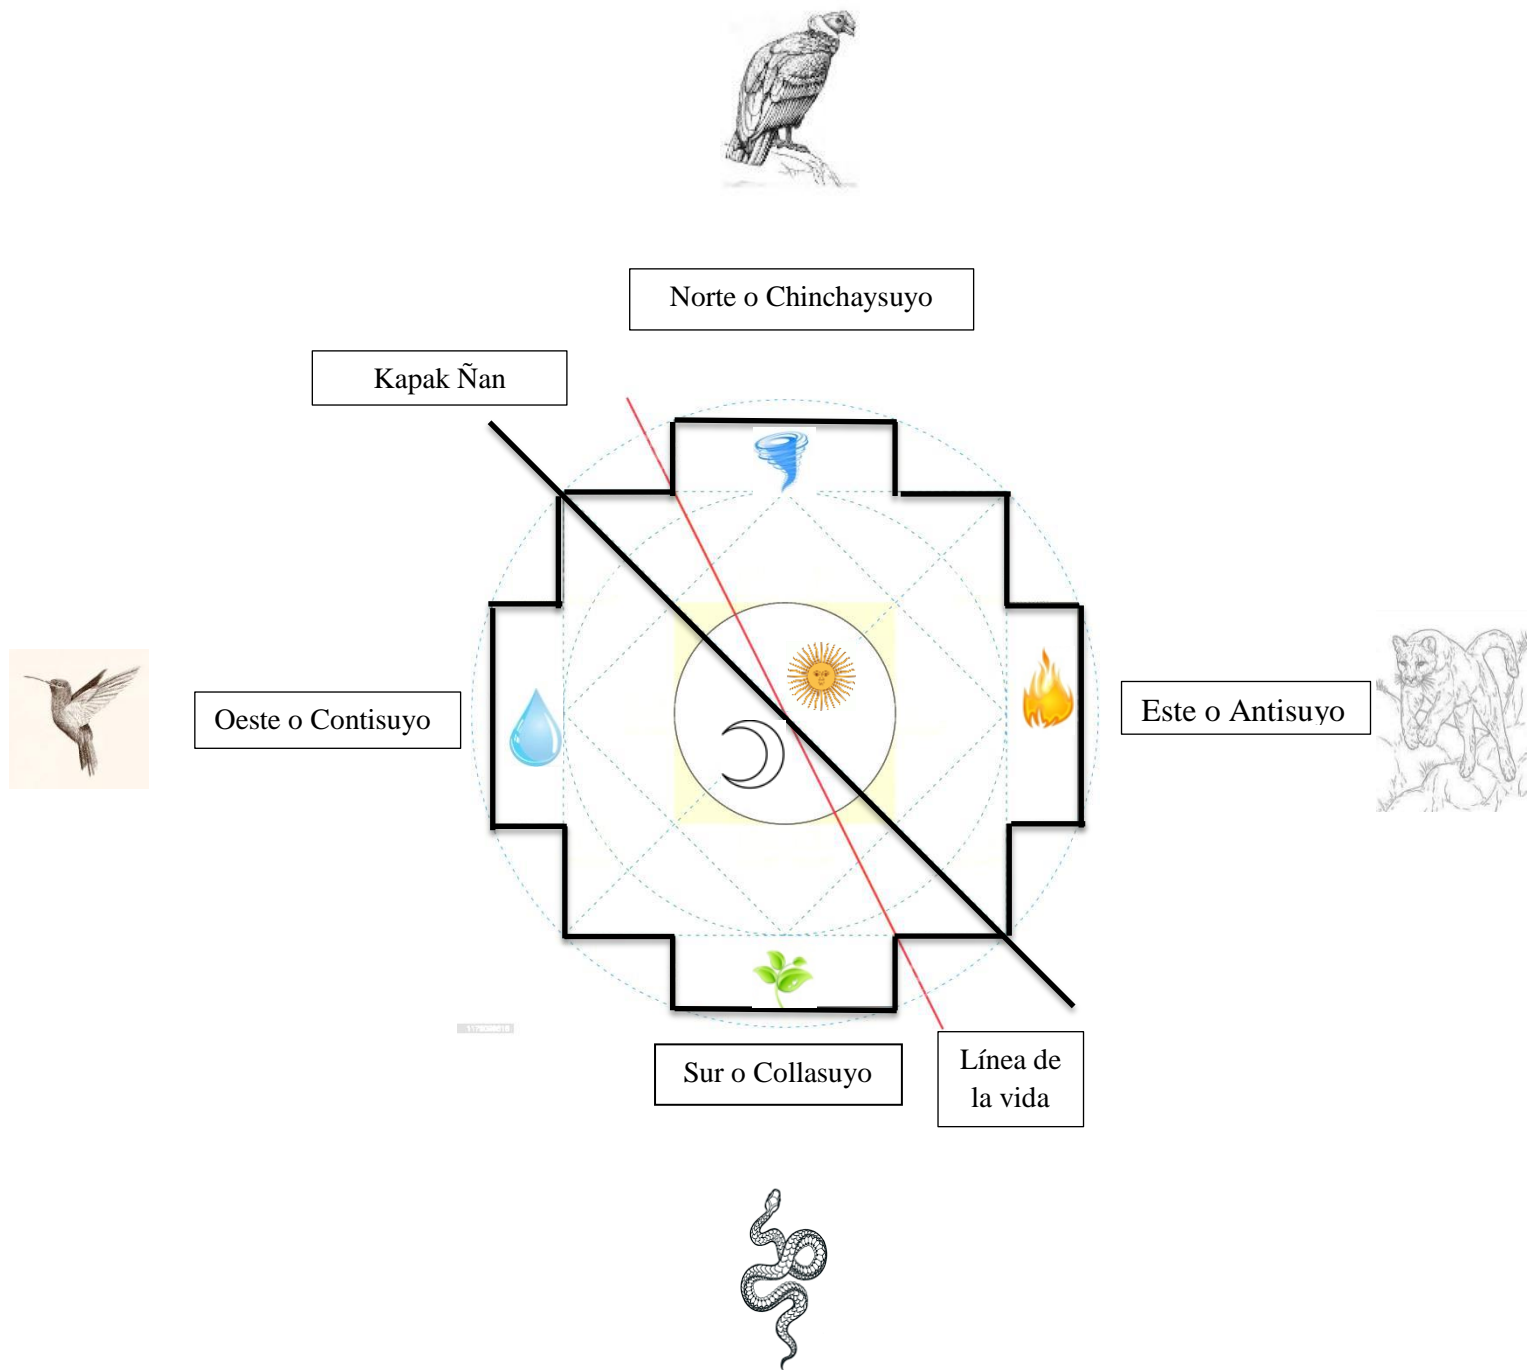 Norte o Chinchaysuyo
Kapak Ñan
Oeste o Contisuyo
Este o Antisuyo
Sur o Collasuyo
Línea de
la vida